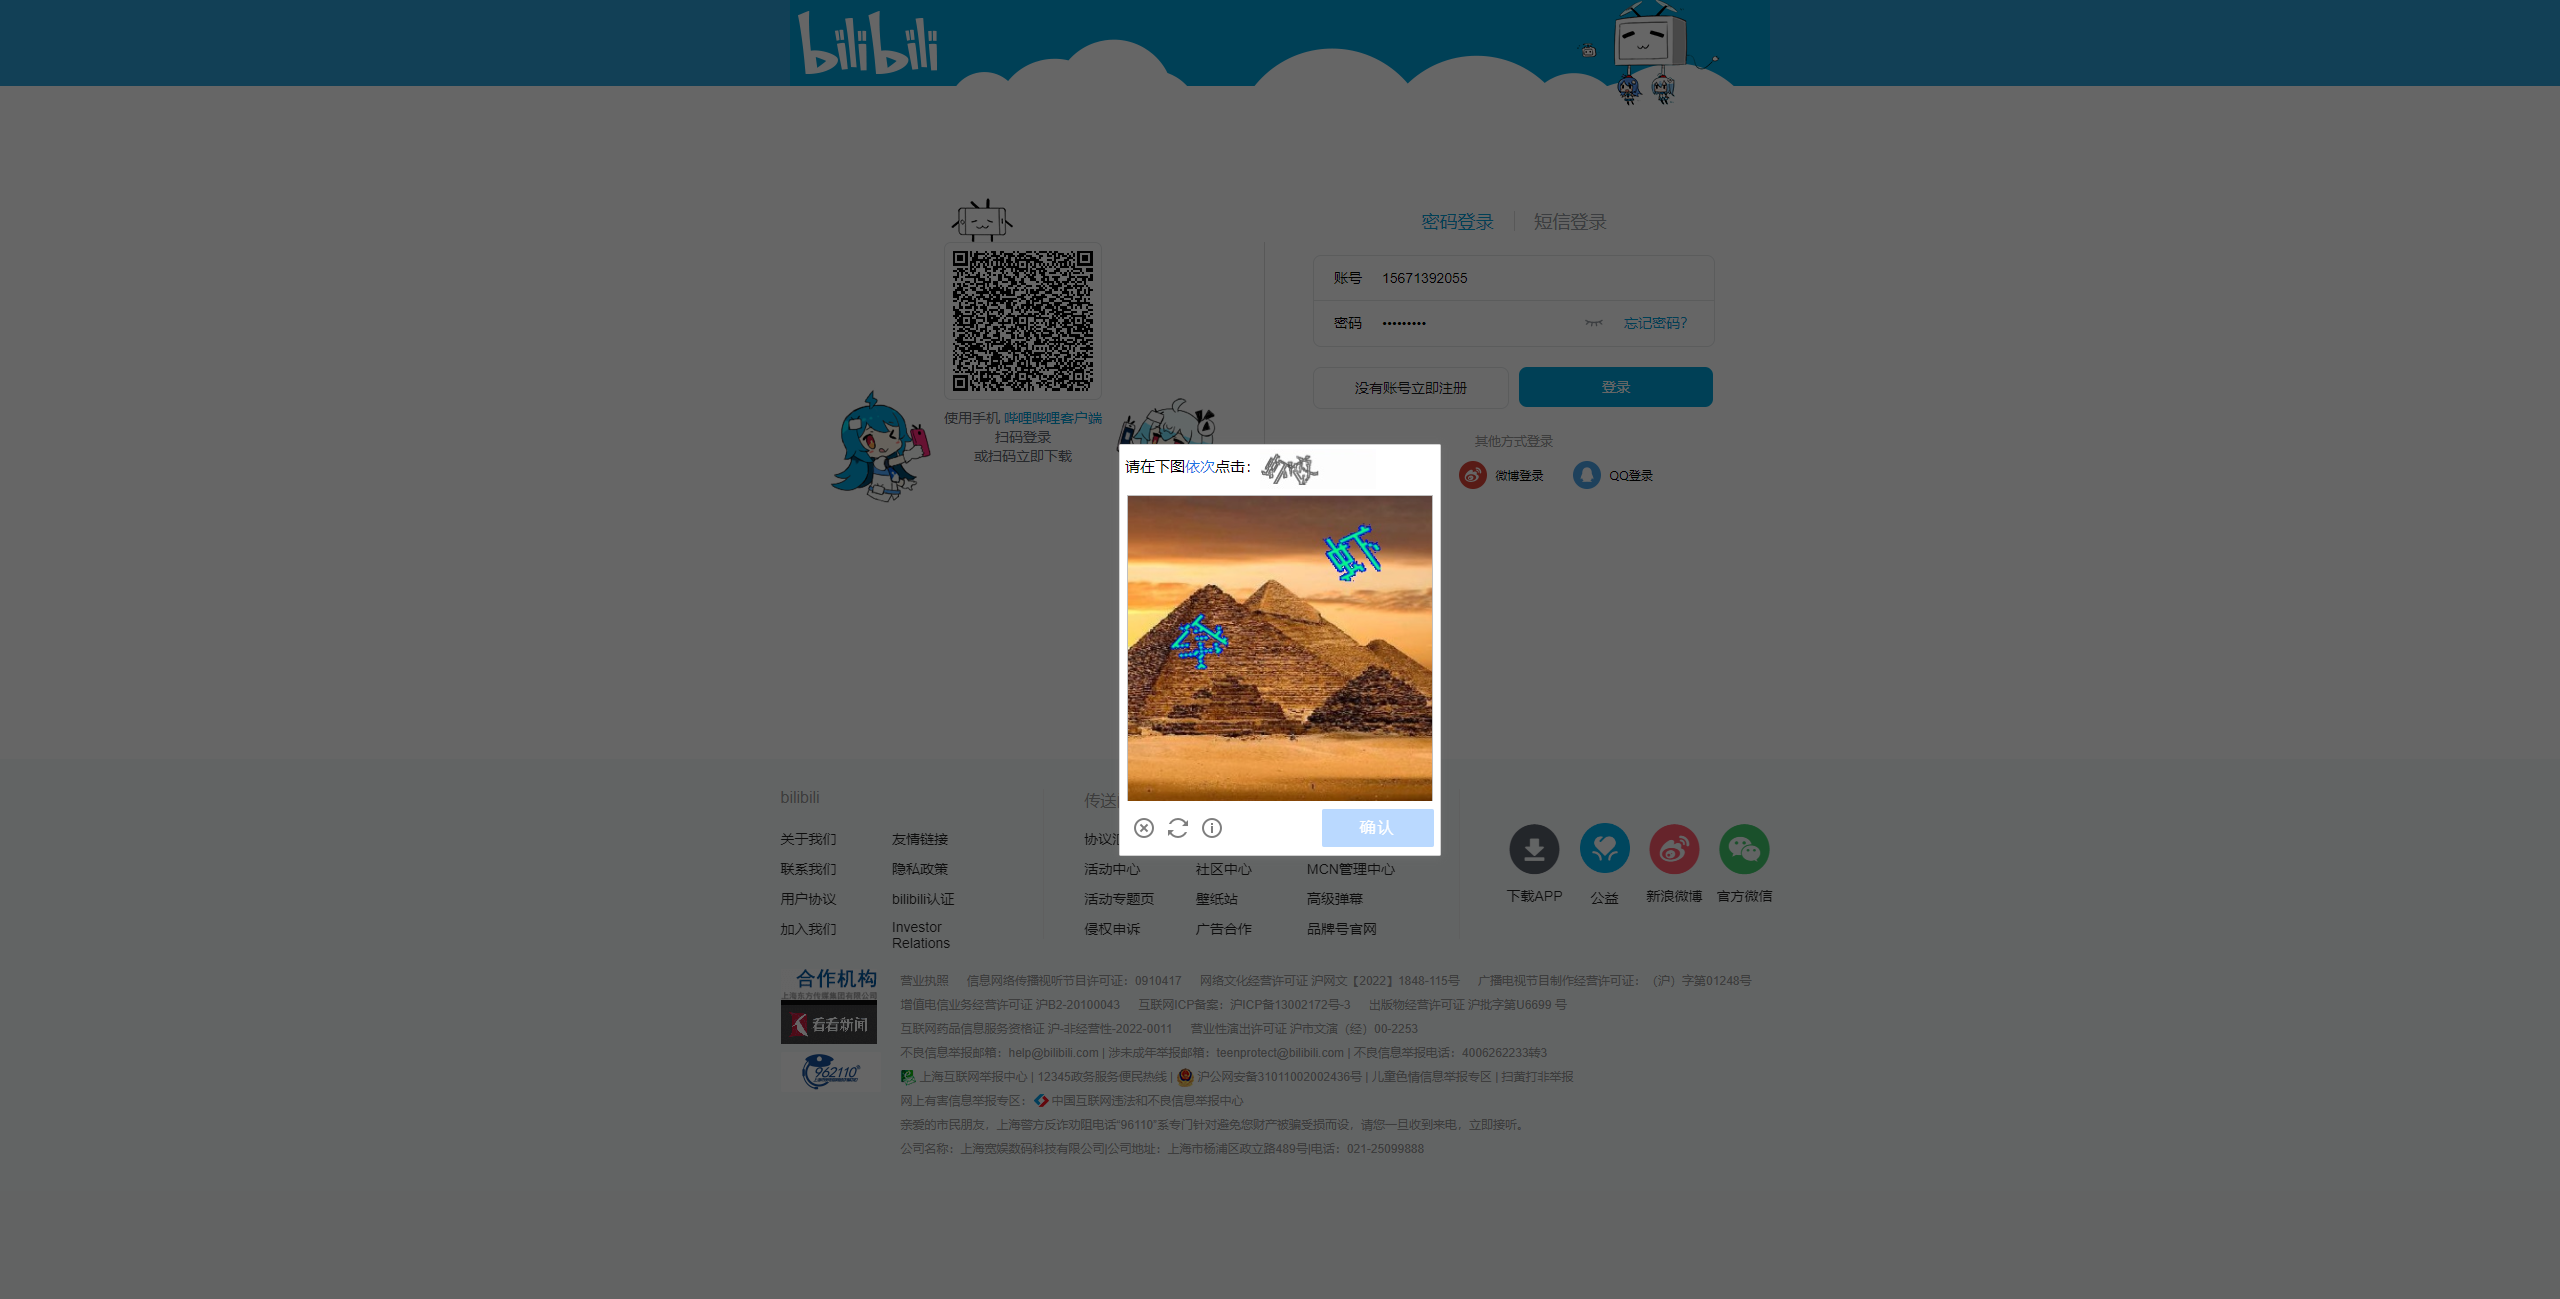 bilibili
密码登录 短信登录
账号 15671392055
密码 ••••••••• 忘记密码?
没有账号立即注册 登录
使用手机 哔哩哔哩客户端
扫码登录
或扫码立即下载
其他方式登录
微博登录 QQ登录
请在下图依次点击:
确认
bilibili
传送
关于我们 友情链接
协议汇
联系我们 隐私政策
活动中心 社区中心 MCN管理中心
用户协议 bilibili认证
活动专题页 壁纸站 高级弹幕
加入我们 Investor Relations
侵权申诉 广告合作 品牌号官网
下载APP 公益 新浪微博 官方微信
合作机构
上海东方传媒集团有限公司
看看新闻
962110
营业执照 信息网络传播视听节目许可证：0910417 网络文化经营许可证 沪网文【2022】1848-115号 广播电视节目制作经营许可证：（沪）字第01248号
增值电信业务经营许可证 沪B2-20100043 互联网ICP备案：沪ICP备13002172号-3 出版物经营许可证 沪批字第U6699 号
互联网药品信息服务资格证 沪-非经营性-2022-0011 营业性演出许可证 沪市文演（经）00-2253
不良信息举报邮箱：help@bilibili.com | 涉未成年举报邮箱：teenprotect@bilibili.com | 不良信息举报电话：4006262233转3
上海互联网举报中心 | 12345政务服务便民热线 | 沪公网安备31011002002436号 | 儿童色情信息举报专区 | 扫黄打非举报
网上有害信息举报专区： 中国互联网违法和不良信息举报中心
亲爱的市民朋友，上海警方反诈劝阻电话“96110”系专门针对避免您财产被骗受损而设，请您一旦收到来电，立即接听。
公司名称：上海宽娱数码科技有限公司|公司地址：上海市杨浦区政立路489号|电话：021-25099888